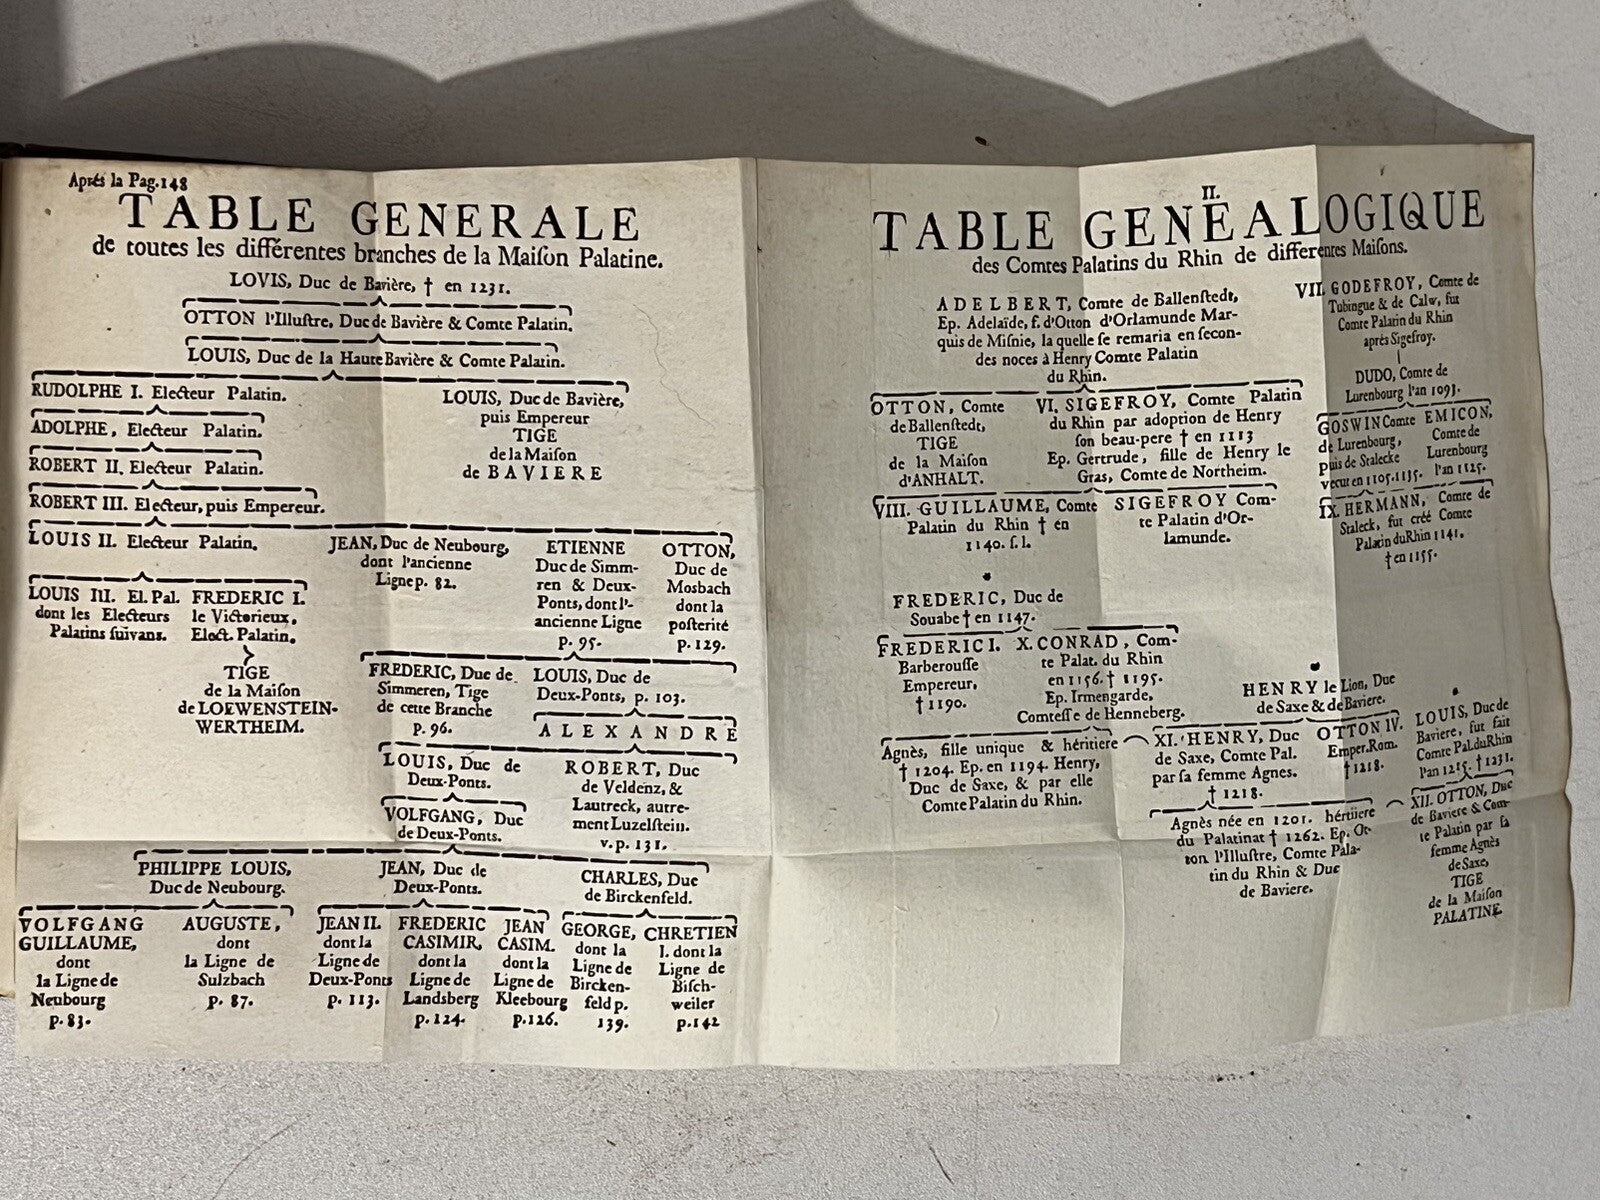 Aprés la Pag.148
TABLE GENERALE
de toutes les différentes branches de la Maiſon Palatine.
LOVIS, Duc de Bavière, † en 1231.
OTTON l'Illuſtre, Duc de Bavière & Comte Palatin.
LOUIS, Duc de la Haute Bavière & Comte Palatin.
RUDOLPHE I. Electeur Palatin.
ADOLPHE, Electeur Palatin.
ROBERT II. Electeur Palatin.
ROBERT III. Electeur, puis Empereur.
LOUIS, Duc de Bavière,
puis Empereur
TIGE
de la Maiſon
de BAVIERE
LOUIS II. Electeur Palatin.
JEAN, Duc de Neubourg,
dont l'ancienne
Ligne p. 82.
ETIENNE
Duc de Simm-
ren & Deux-
Ponts, dont l'-
ancienne Ligne
p. 95.
OTTON,
Duc de
Mosbach
dont la
poſterité
p. 129.
LOUIS III. El. Pal.
dont les Electeurs
Palatins ſuivans.
FREDERIC I.
le Victorieux,
Elect. Palatin.
TIGE
de la Maiſon
de LOEWENSTEIN-
WERTHEIM.
FREDERIC, Duc de
Simmeren, Tige
de cette Branche
p. 96.
LOUIS, Duc de
Deux-Ponts, p. 103.
ALEXANDRE
LOUIS, Duc de
Deux-Ponts.
ROBERT, Duc
de Veldenz, &
Lautreck, autre-
ment Luzelſtein.
v. p. 131.
VOLFGANG, Duc
de Deux-Ponts.
PHILIPPE LOUIS,
Duc de Neubourg.
JEAN, Duc de
Deux-Ponts.
CHARLES, Duc
de Birckenfeld.
VOLFGANG
GUILLAUME,
dont
la Ligne de
Neubourg
p. 83.
AUGUSTE,
dont
la Ligne de
Sulzbach
p. 87.
JEAN II.
dont la
Ligne de
Deux-Ponts
p. 113.
FREDERIC
CASIMIR,
dont la
Ligne de
Landsberg
p. 124.
JEAN
CASIM.
dont la
Ligne de
Kleebourg
p. 126.
GEORGE,
dont la
Ligne de
Bircken-
feld p.
139.
CHRETIEN
I. dont la
Ligne de
Biſch-
weiler
p. 142
II.
TABLE GENEALOGIQUE
des Comtes Palatins du Rhin de differentes Maiſons.
ADELBERT, Comte de Ballenſtedt,
Ep. Adelaïde, f. d'Otton d'Orlamunde Mar-
quis de Miſnie, la quelle ſe remaria en ſecon-
des noces à Henry Comte Palatin
du Rhin.
OTTON, Comte
de Ballenſtedt,
TIGE
de la Maiſon
d'ANHALT.
VI. SIGEFROY, Comte Palatin
du Rhin par adoption de Henry
ſon beau-pere † en 1113
Ep. Gertrude, fille de Henry le
Gras, Comte de Northeim.
VIII. GUILLAUME, Comte
Palatin du Rhin † en
1140. ſ. l.
SIGEFROY Com-
te Palatin d'Or-
lamunde.
VII. GODEFROY, Comte de
Tubingue & de Calw, fut
Comte Palatin du Rhin
après Sigefroy.
DUDO, Comte de
Lurenbourg l'an 1093.
GOSWIN Comte
de Lurenbourg,
puis de Stalecke
vecut en 1105. 1135.
EMICON,
Comte de
Lurenbourg
l'an 1125.
IX. HERMANN, Comte de
Staleck, fut créé Comte
Palatin du Rhin 1141.
† en 1155.
FREDERIC, Duc de
Souabe † en 1147.
FREDERIC I.
Barberouſſe
Empereur,
† 1190.
X. CONRAD, Com-
te Palat. du Rhin
en 1156. † 1195.
Ep. Irmengarde,
Comteſſe de Henneberg.
Agnès, fille unique & héritiere
† 1204. Ep. en 1194. Henry,
Duc de Saxe, & par elle
Comte Palatin du Rhin.
HENRY le Lion, Duc
de Saxe & de Baviere.
XI. HENRY, Duc
de Saxe, Comte Pal.
par ſa femme Agnes.
† 1218.
OTTON IV.
Emper. Rom.
† 1218.
LOUIS, Duc de
Baviere, fut fait
Comte Pal. du Rhin
l'an 1215. † 1231.
Agnès née en 1201. héritiere
du Palatinat † 1262. Ep. Ot-
ton l'Illuſtre, Comte Pala-
tin du Rhin & Duc
de Baviere.
XII. OTTON, Duc
de Baviere & Com-
te Palatin par ſa
femme Agnès
de Saxe,
TIGE
de la Maiſon
PALATINE.